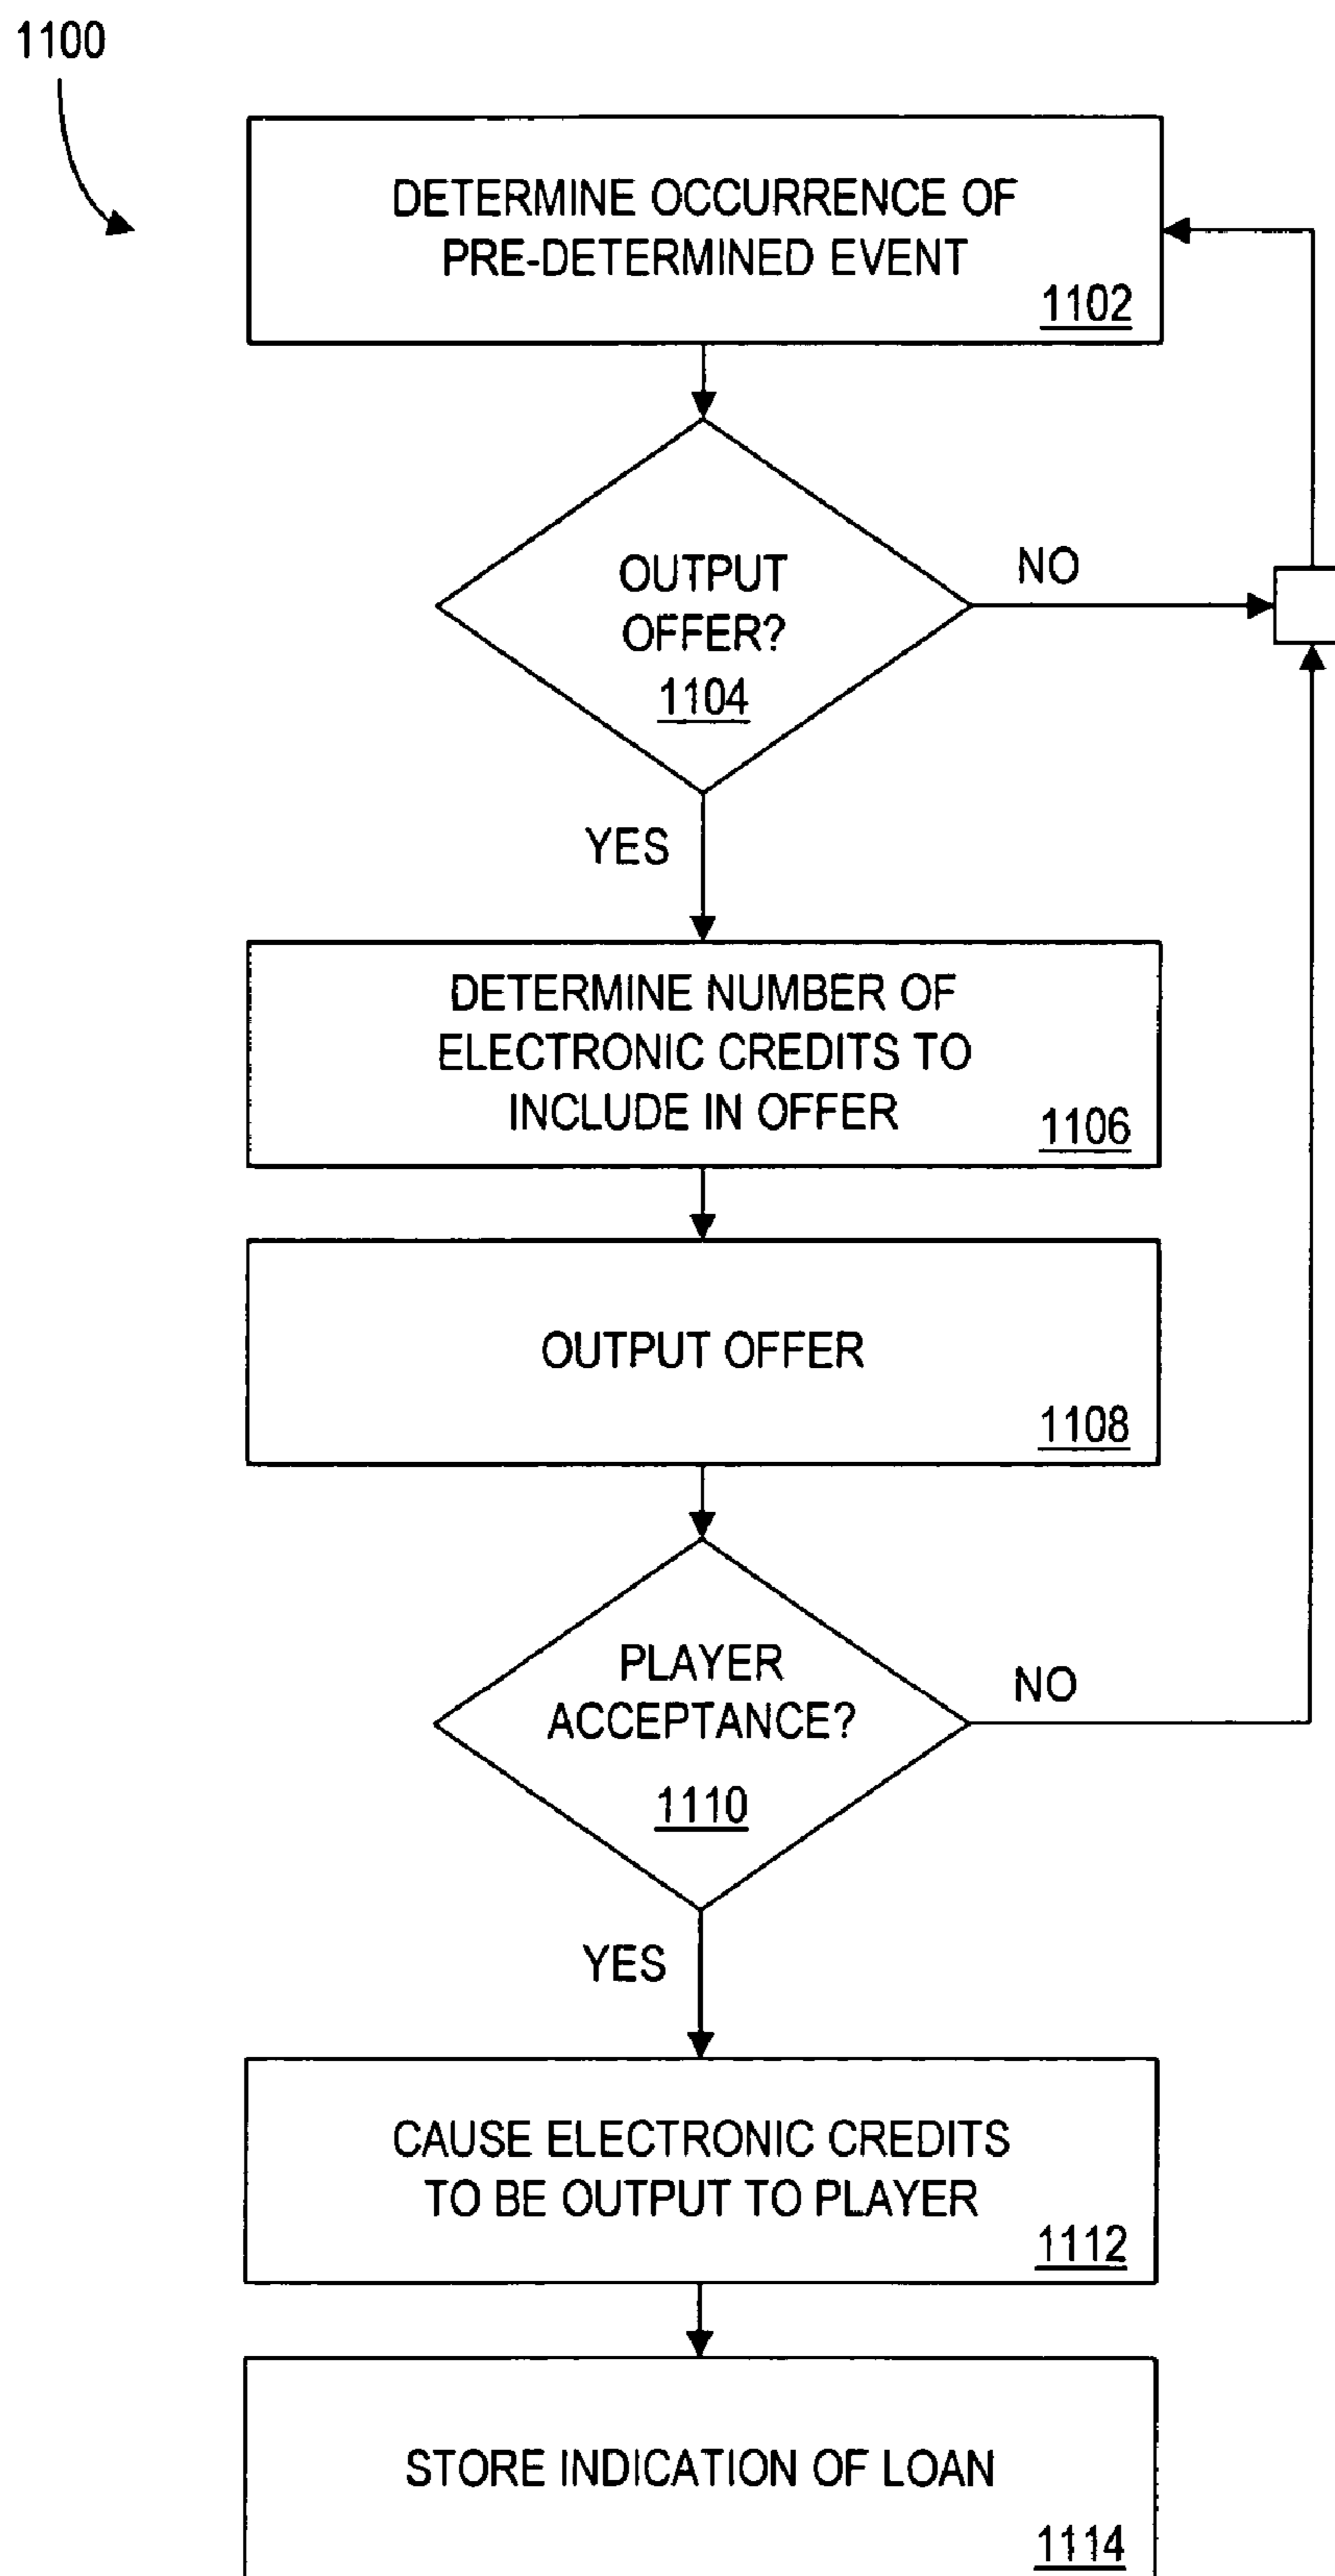 1100
DETERMINE OCCURRENCE OF
PRE-DETERMINED EVENT
1102
OUTPUT
OFFER?
1104
NO
YES
DETERMINE NUMBER OF
ELECTRONIC CREDITS TO
INCLUDE IN OFFER
1106
OUTPUT OFFER
1108
PLAYER
ACCEPTANCE?
1110
NO
YES
CAUSE ELECTRONIC CREDITS
TO BE OUTPUT TO PLAYER
1112
STORE INDICATION OF LOAN
1114